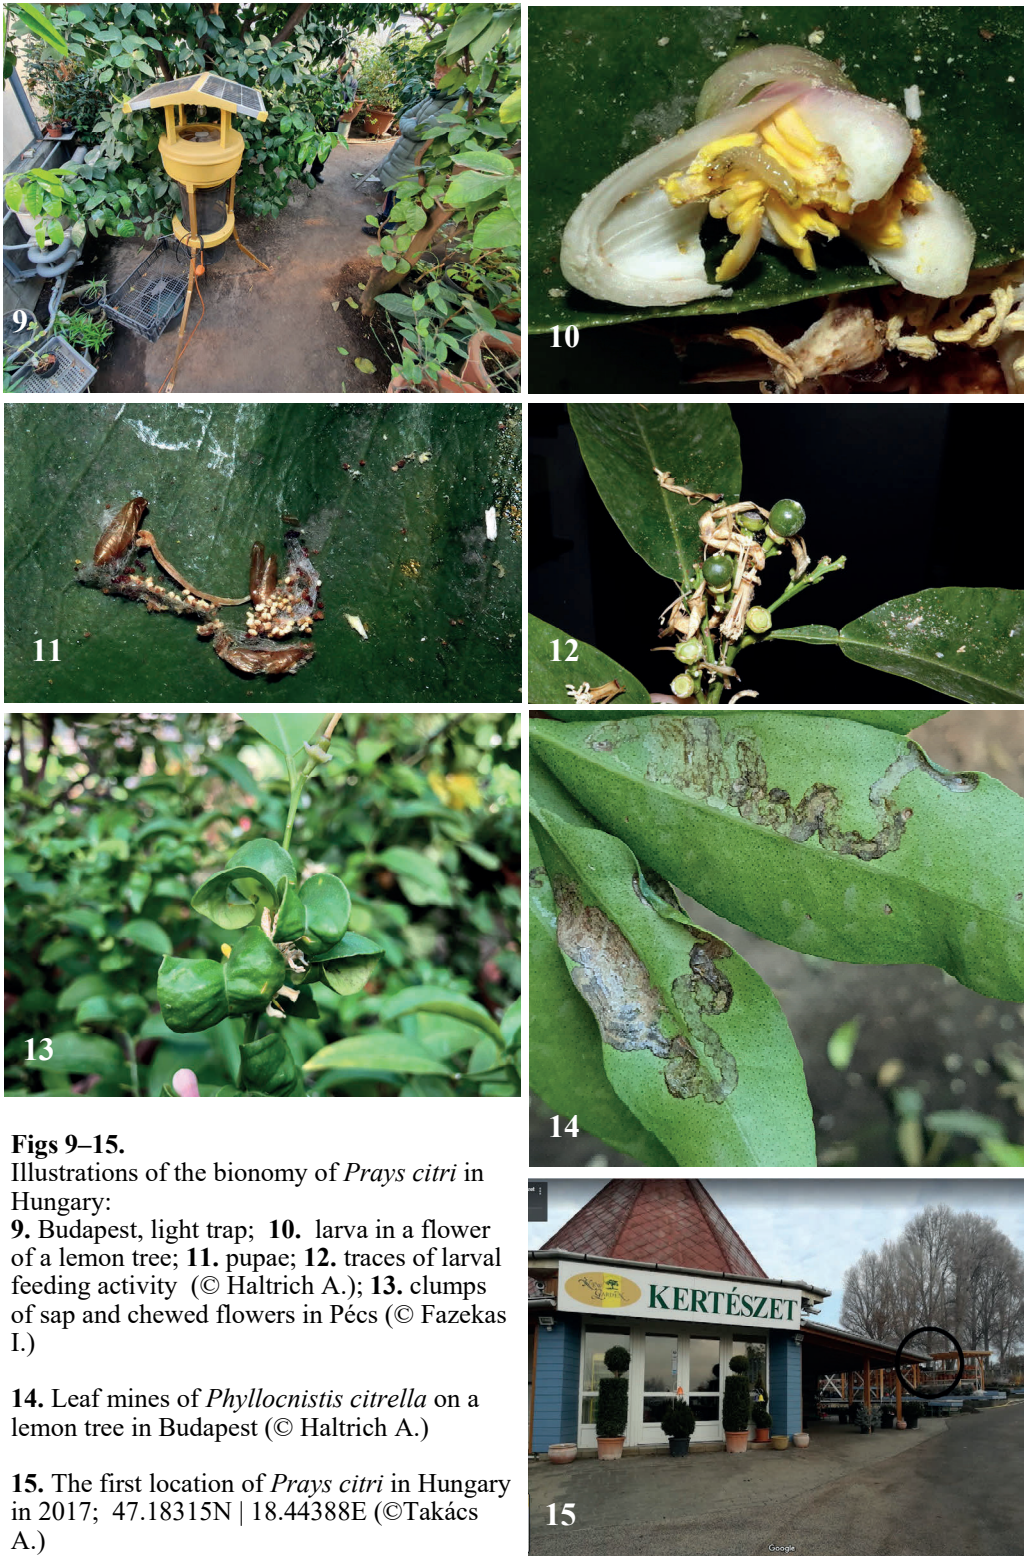 9
10
11
12
13
14
KERTÉSZET
15
Google
Figs 9–15.
Illustrations of the bionomy of Prays citri in
Hungary:
9. Budapest, light trap; 10. larva in a flower
of a lemon tree; 11. pupae; 12. traces of larval
feeding activity (© Haltrich A.); 13. clumps
of sap and chewed flowers in Pécs (© Fazekas
I.)
14. Leaf mines of Phyllocnistis citrella on a
lemon tree in Budapest (© Haltrich A.)
15. The first location of Prays citri in Hungary
in 2017; 47.18315N | 18.44388E (©Takács
A.)